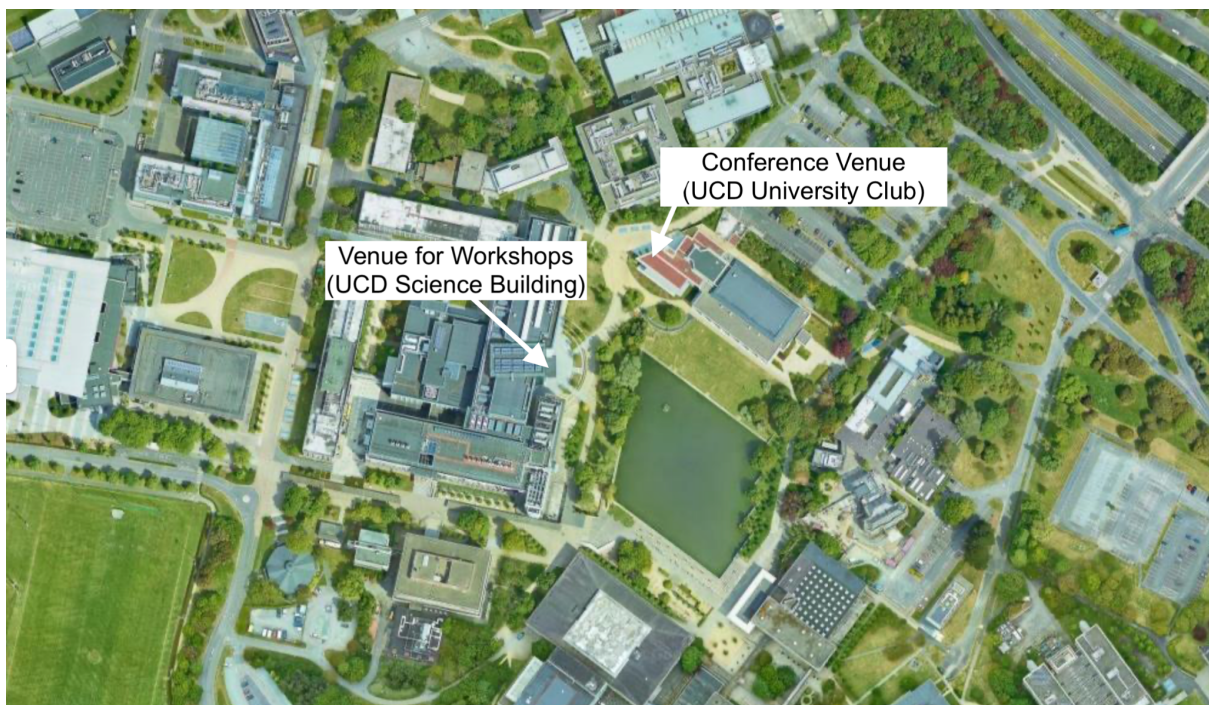 Conference Venue
(UCD University Club)
Venue for Workshops
(UCD Science Building)